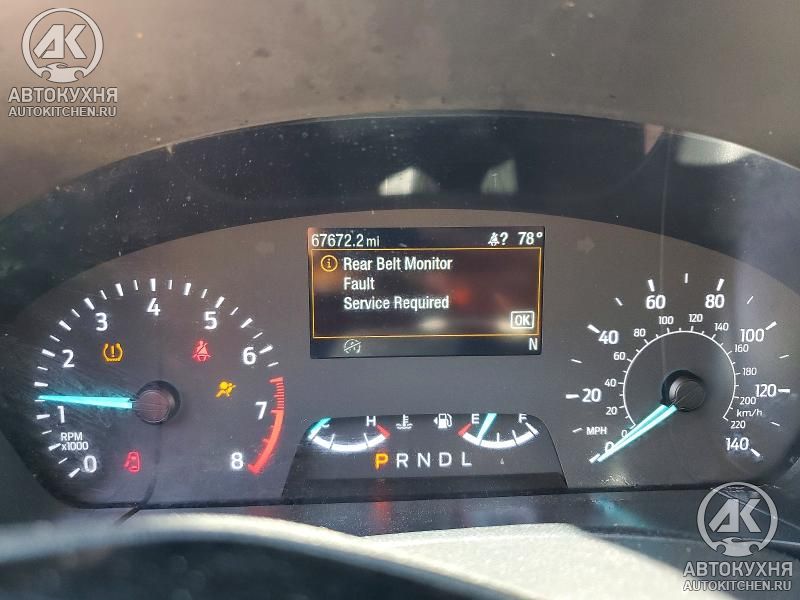 АВТОКУХНЯ
AUTOKITCHEN.RU
67672.2 mi ? 78°
Rear Belt Monitor
Fault
Service Required
OK
N
0 1 2 3 4 5 6 7 8
RPM
x1000
C H E F
P R N D L
0 20 40 60 80 100 120 140
MPH
0 20 40 60 80 100 120 140 160 180 200 220
km/h
АВТОКУХНЯ
AUTOKITCHEN.RU